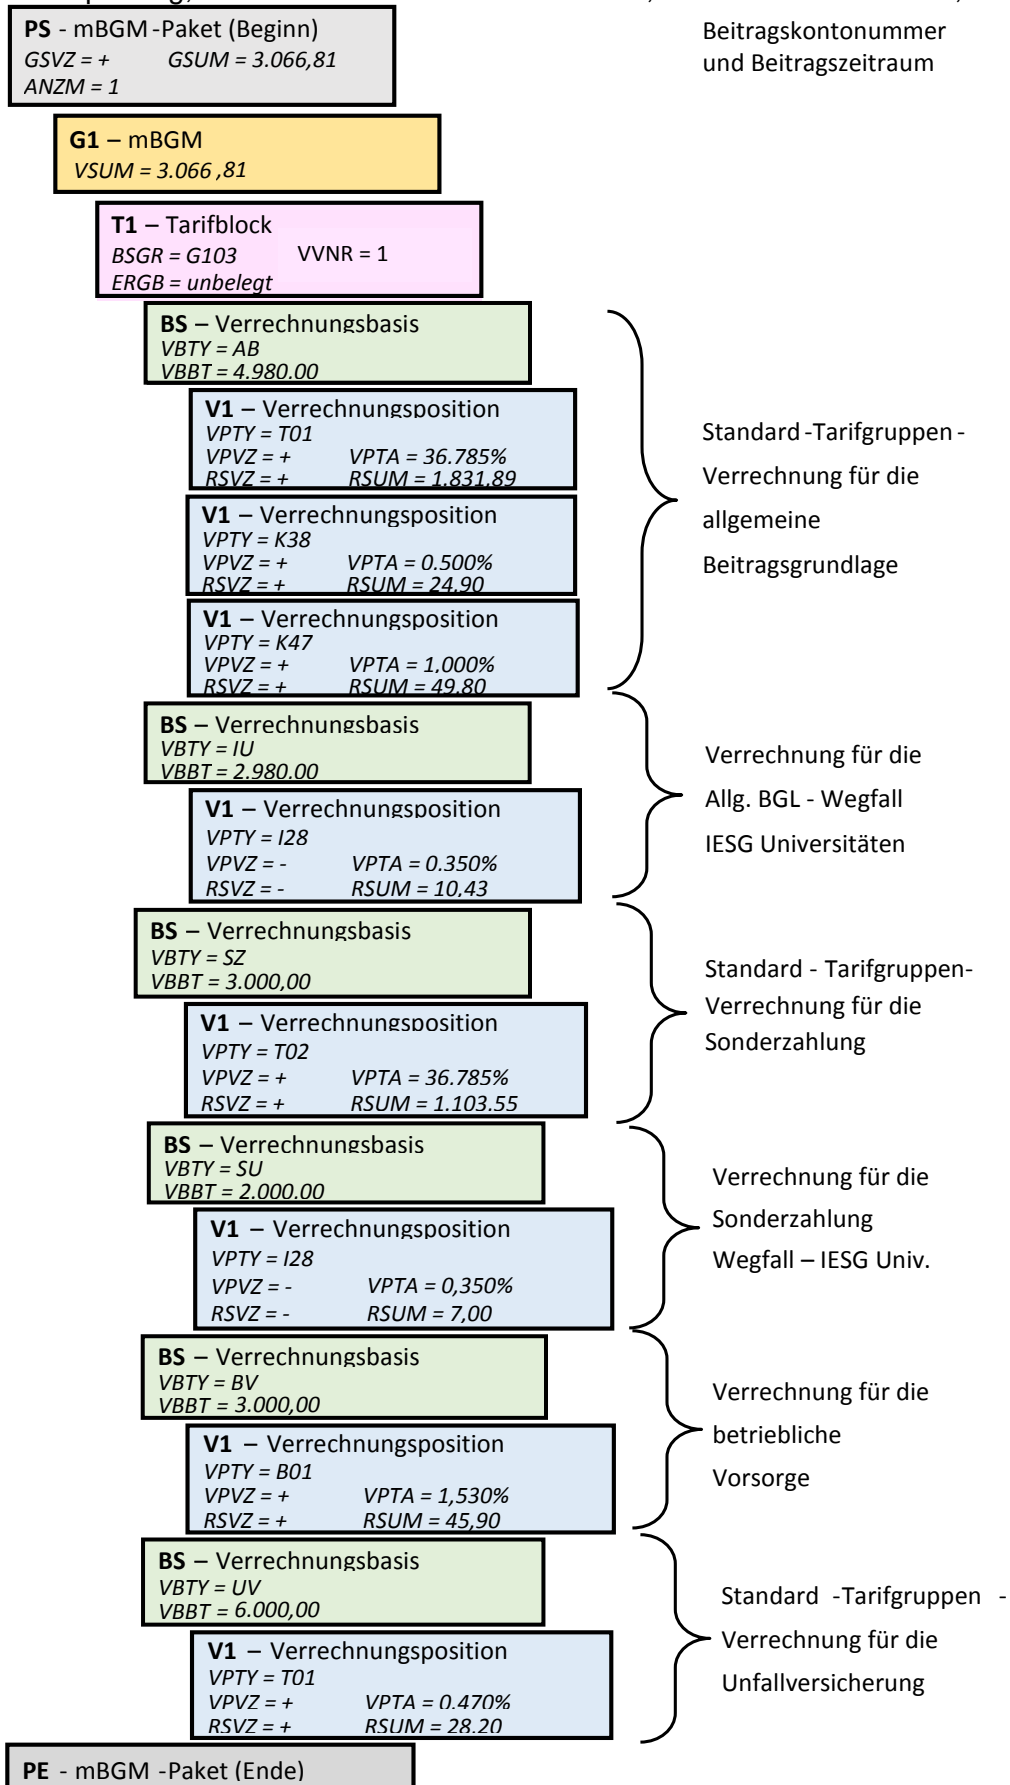 PS - mBGM -Paket (Beginn)
GSVZ = + GSUM = 3.066,81
ANZM = 1
Beitragskontonummer
und Beitragszeitraum
G1 – mBGM
VSUM = 3.066 ,81
T1 – Tarifblock
BSGR = G103 VVNR = 1
ERGB = unbelegt
BS – Verrechnungsbasis
VBTY = AB
VBBT = 4.980.00
V1 – Verrechnungsposition
VPTY = T01
VPVZ = + VPTA = 36.785%
RSVZ = + RSUM = 1.831.89
V1 – Verrechnungsposition
VPTY = K38
VPVZ = + VPTA = 0.500%
RSVZ = + RSUM = 24.90
V1 – Verrechnungsposition
VPTY = K47
VPVZ = + VPTA = 1,000%
RSVZ = + RSUM = 49.80
Standard -Tarifgruppen -
Verrechnung für die
allgemeine
Beitragsgrundlage
BS – Verrechnungsbasis
VBTY = IU
VBBT = 2.980.00
V1 – Verrechnungsposition
VPTY = I28
VPVZ = - VPTA = 0.350%
RSVZ = - RSUM = 10,43
Verrechnung für die
Allg. BGL - Wegfall
IESG Universitäten
BS – Verrechnungsbasis
VBTY = SZ
VBBT = 3.000,00
V1 – Verrechnungsposition
VPTY = T02
VPVZ = + VPTA = 36.785%
RSVZ = + RSUM = 1.103.55
Standard - Tarifgruppen-
Verrechnung für die
Sonderzahlung
BS – Verrechnungsbasis
VBTY = SU
VBBT = 2.000.00
V1 – Verrechnungsposition
VPTY = I28
VPVZ = - VPTA = 0,350%
RSVZ = - RSUM = 7,00
Verrechnung für die
Sonderzahlung
Wegfall – IESG Univ.
BS – Verrechnungsbasis
VBTY = BV
VBBT = 3.000,00
V1 – Verrechnungsposition
VPTY = B01
VPVZ = + VPTA = 1,530%
RSVZ = + RSUM = 45,90
Verrechnung für die
betriebliche
Vorsorge
BS – Verrechnungsbasis
VBTY = UV
VBBT = 6.000,00
V1 – Verrechnungsposition
VPTY = T01
VPVZ = + VPTA = 0.470%
RSVZ = + RSUM = 28.20
Standard -Tarifgruppen -
Verrechnung für die
Unfallversicherung
PE - mBGM -Paket (Ende)